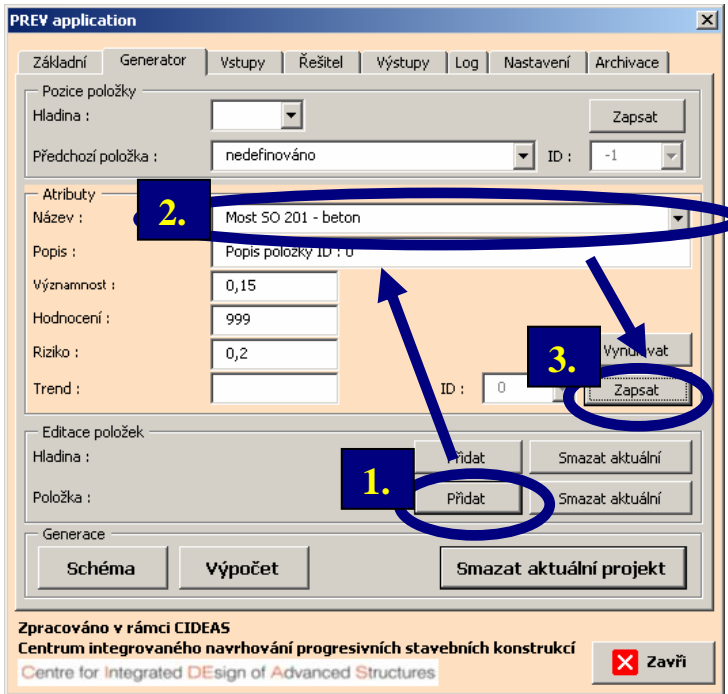 PREV application
Základní Generator Vstupy Řešitel Výstupy Log Nastavení Archivace
Pozice položky
Hladina : Zapsat
Předchozí položka : nedefinováno ID : -1
Atributy
Název : 2. Most SO 201 - beton
Popis : Popis položky ID : 0
Významnost : 0,15
Hodnocení : 999
Riziko : 0,2 3. Vynulovat
Trend : ID : 0 Zapsat
Editace položek
Hladina : Přidat Smazat aktuální
1.
Položka : Přidat Smazat aktuální
Generace
Schéma Výpočet Smazat aktuální projekt
Zpracováno v rámci CIDEAS
Centrum integrovaného navrhování progresivních stavebních konstrukcí
Centre for Integrated DEsign of Advanced Structures
Zavři